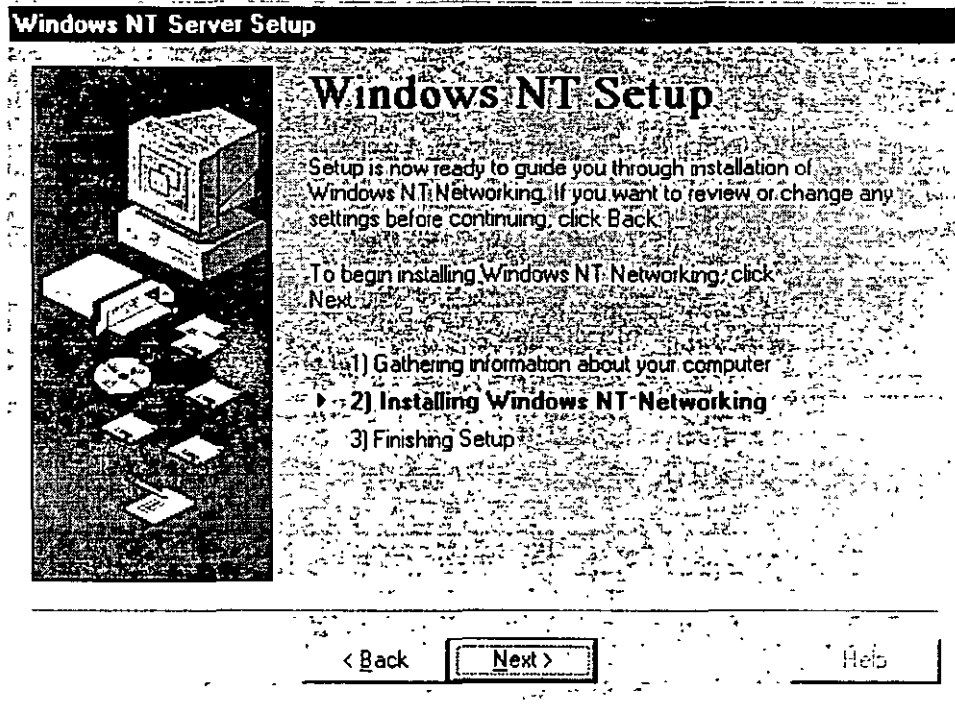 Windows NT Server Setup
Windows NT Setup
Setup is now ready to guide you through installation of
Windows NT Networking. If you want to review or change any
settings before continuing, click Back.
To begin installing Windows NT Networking, click
Next.
1) Gathering information about your computer
2) Installing Windows NT Networking
3) Finishing Setup
< Back
Next >
Help